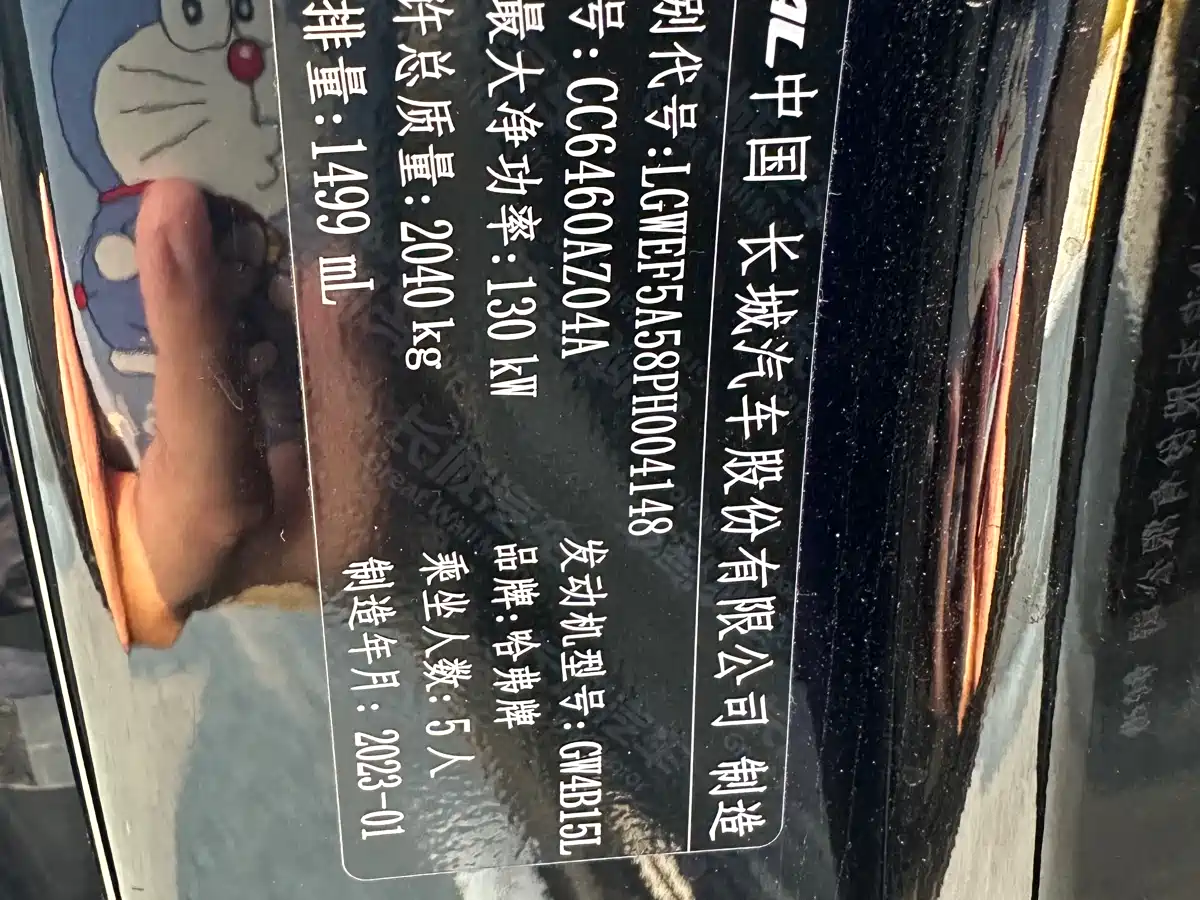 中国 长城汽车股份有限公司 制造
别代号:LGWEF5A58PH004148
号:CC6460AZ04A 发动机型号:GW4B15L
最大净功率:130 kW 品牌:哈弗牌
许总质量:2040 kg 乘坐人数:5人
排量:1499 mL 制造年月:2023-01